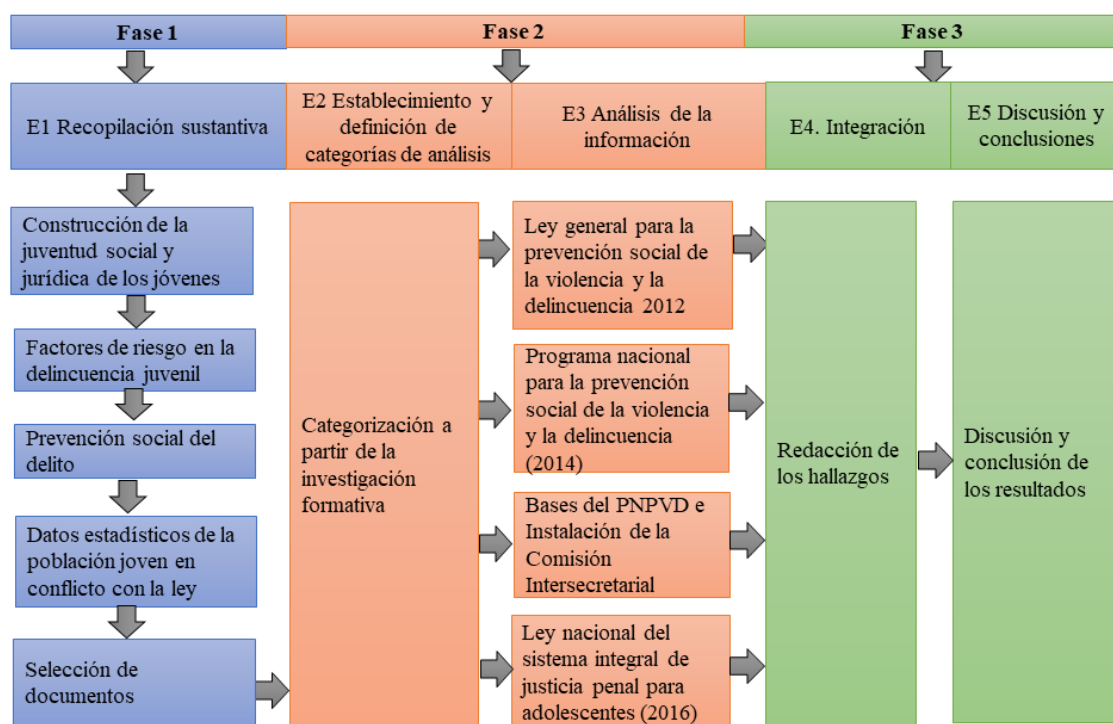 Fase 1
Fase 2
Fase 3
E1 Recopilación sustantiva
E2 Establecimiento y
definición de
categorías de análisis
E3 Análisis de la
información
E4. Integración
E5 Discusión y
conclusiones
Construcción de la
juventud social y
jurídica de los jóvenes
Factores de riesgo en la
delincuencia juvenil
Prevención social del
delito
Datos estadísticos de la
población joven en
conflicto con la ley
Selección de
documentos
Categorización a
partir de la
investigación
formativa
Ley general para la
prevención social de
la violencia y la
delincuencia 2012
Programa nacional
para la prevención
social de la violencia
y la delincuencia
(2014)
Bases del PNPVD e
Instalación de la
Comisión
Intersecretarial
Ley nacional del
sistema integral de
justicia penal para
adolescentes (2016)
Redacción de
los hallazgos
Discusión y
conclusión de
los resultados